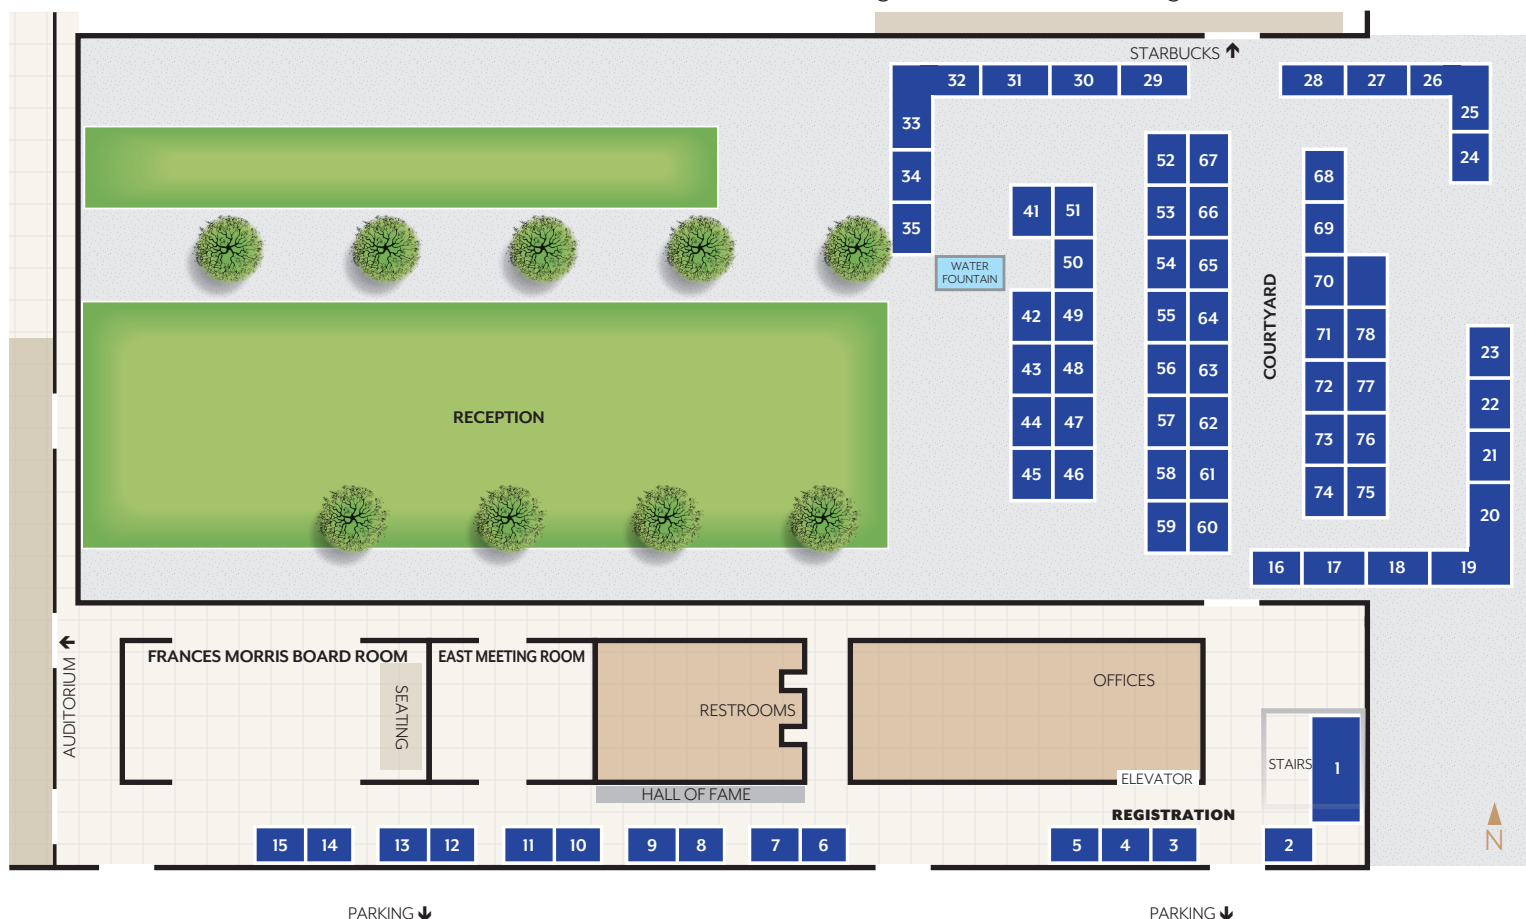 STARBUCKS ↑
32 31 30 29
28 27 26
33
25
24
34
35
52 67
53 66
54 65
55 64
56 63
57 62
58 61
59 60
41 51
50
42 49
43 48
44 47
45 46
WATER
FOUNTAIN
COURTYARD
68
69
70
71 78
72 77
73 76
74 75
23
22
21
20
16 17 18 19
RECEPTION
AUDITORIUM ↑
FRANCES MORRIS BOARD ROOM
SEATING
EAST MEETING ROOM
RESTROOMS
OFFICES
HALL OF FAME
ELEVATOR
STAIRS
1
REGISTRATION
15 14 13 12 11 10 9 8 7 6 5 4 3 2
N
PARKING ↓
PARKING ↓